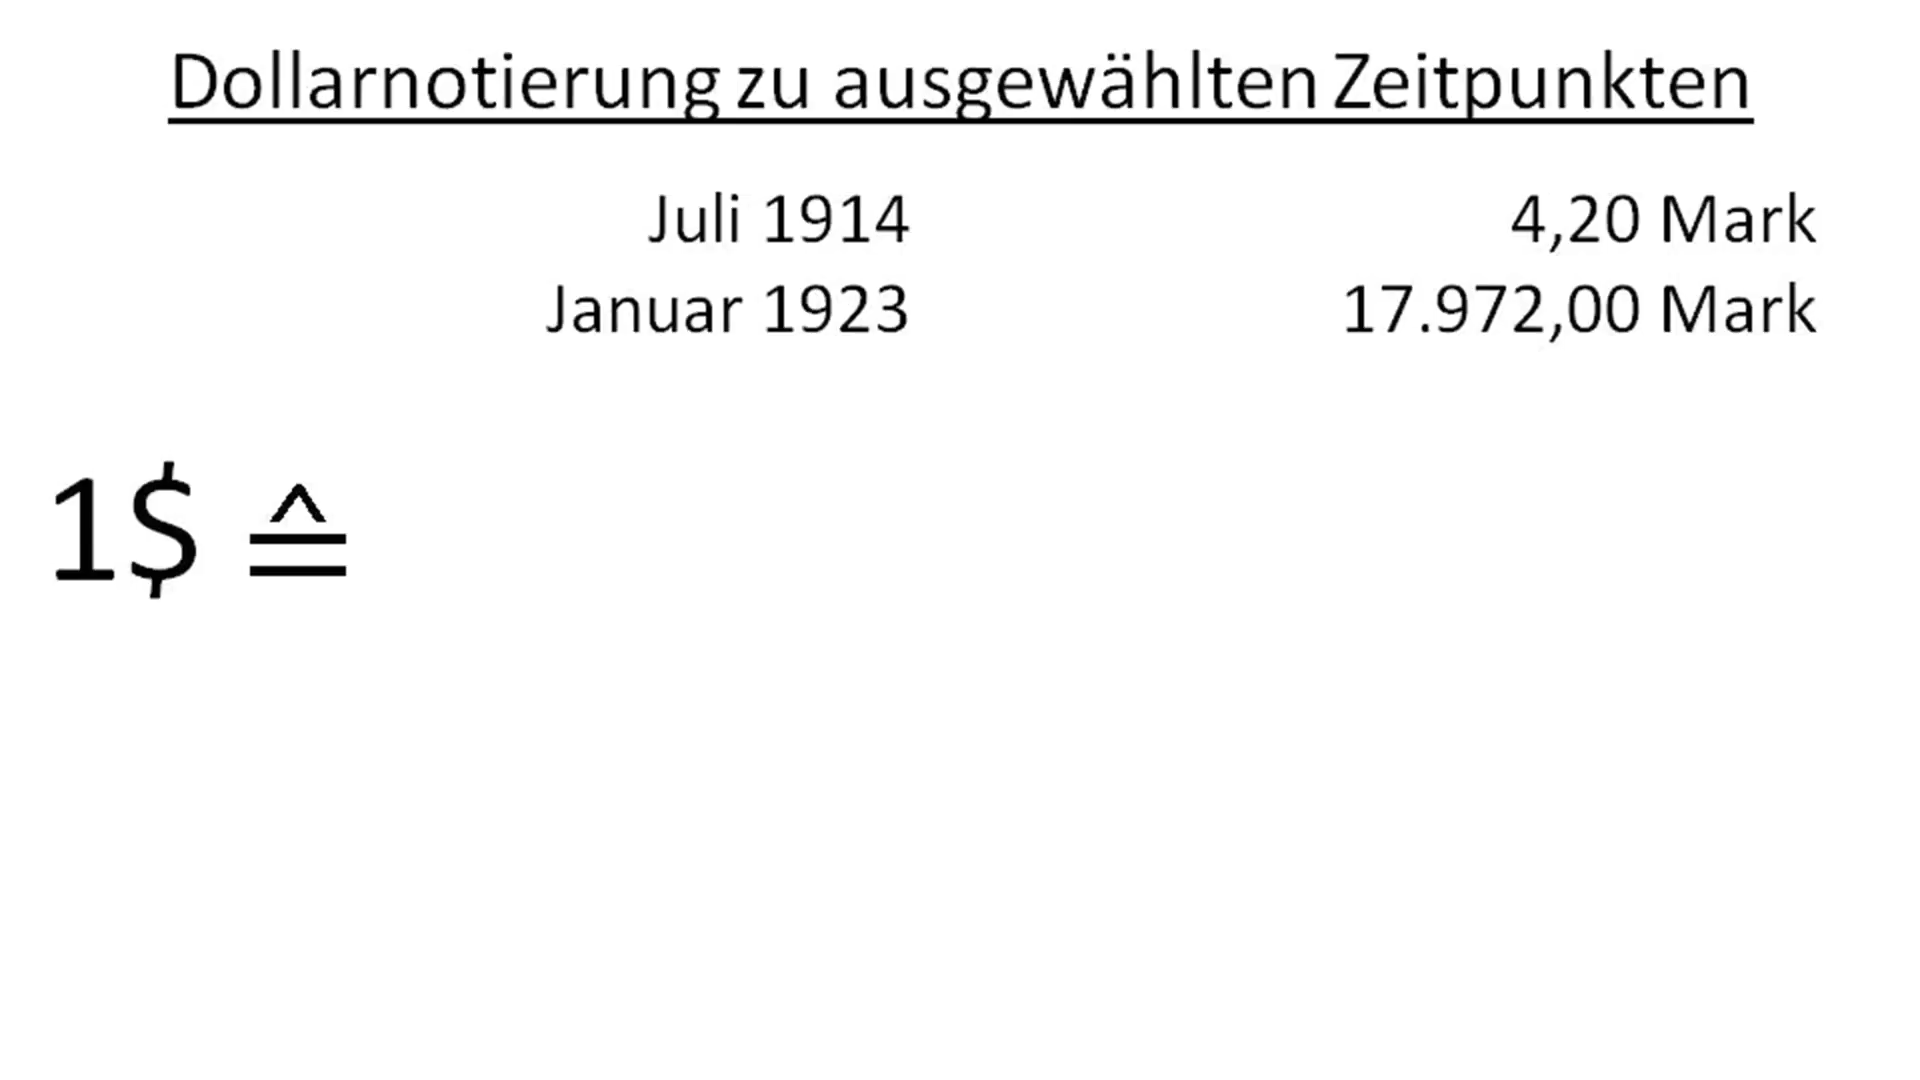 Dollarnotierung zu ausgewählten Zeitpunkten
Juli 1914 4,20 Mark
Januar 1923 17.972,00 Mark
1$ ≙